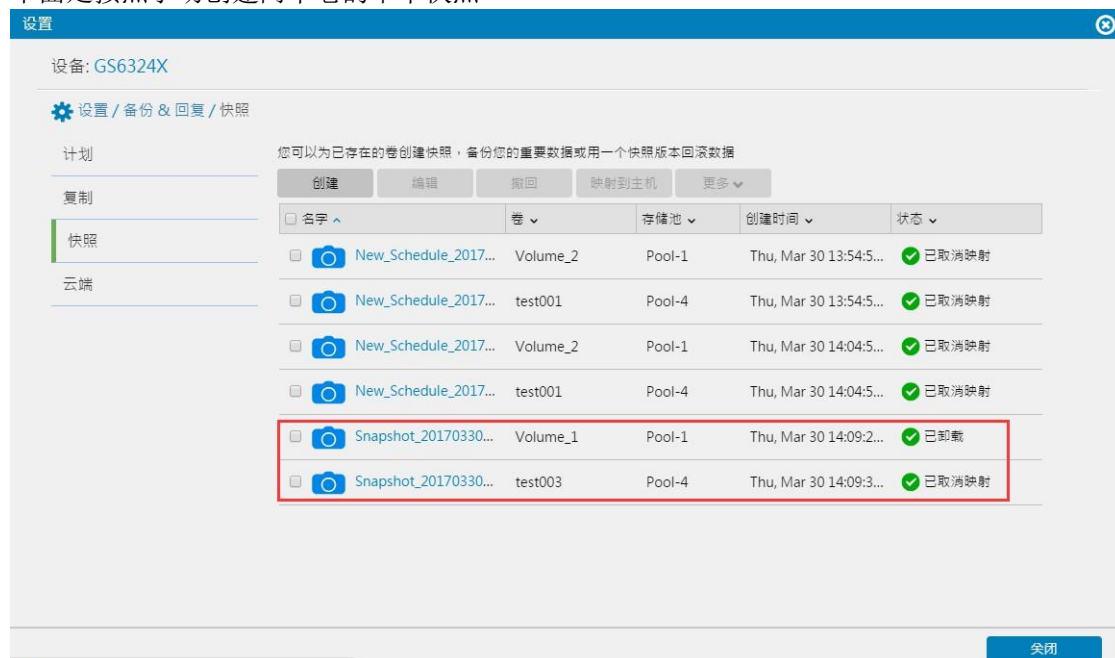 设置
设备: GS6324X
设置 / 备份 & 回复 / 快照
计划
复制
快照
云端
您可以为已存在的卷创建快照,备份您的重要数据或用一个快照版本回滚数据
创建 编辑 撤回 映射到主机 更多
名字 卷 存储池 创建时间 状态
New_Schedule_2017... Volume_2 Pool-1 Thu, Mar 30 13:54:5... 已取消映射
New_Schedule_2017... test001 Pool-4 Thu, Mar 30 13:54:5... 已取消映射
New_Schedule_2017... Volume_2 Pool-1 Thu, Mar 30 14:04:5... 已取消映射
New_Schedule_2017... test001 Pool-4 Thu, Mar 30 14:04:5... 已取消映射
Snapshot_20170330... Volume_1 Pool-1 Thu, Mar 30 14:09:2... 已卸载
Snapshot_20170330... test003 Pool-4 Thu, Mar 30 14:09:3... 已取消映射
关闭